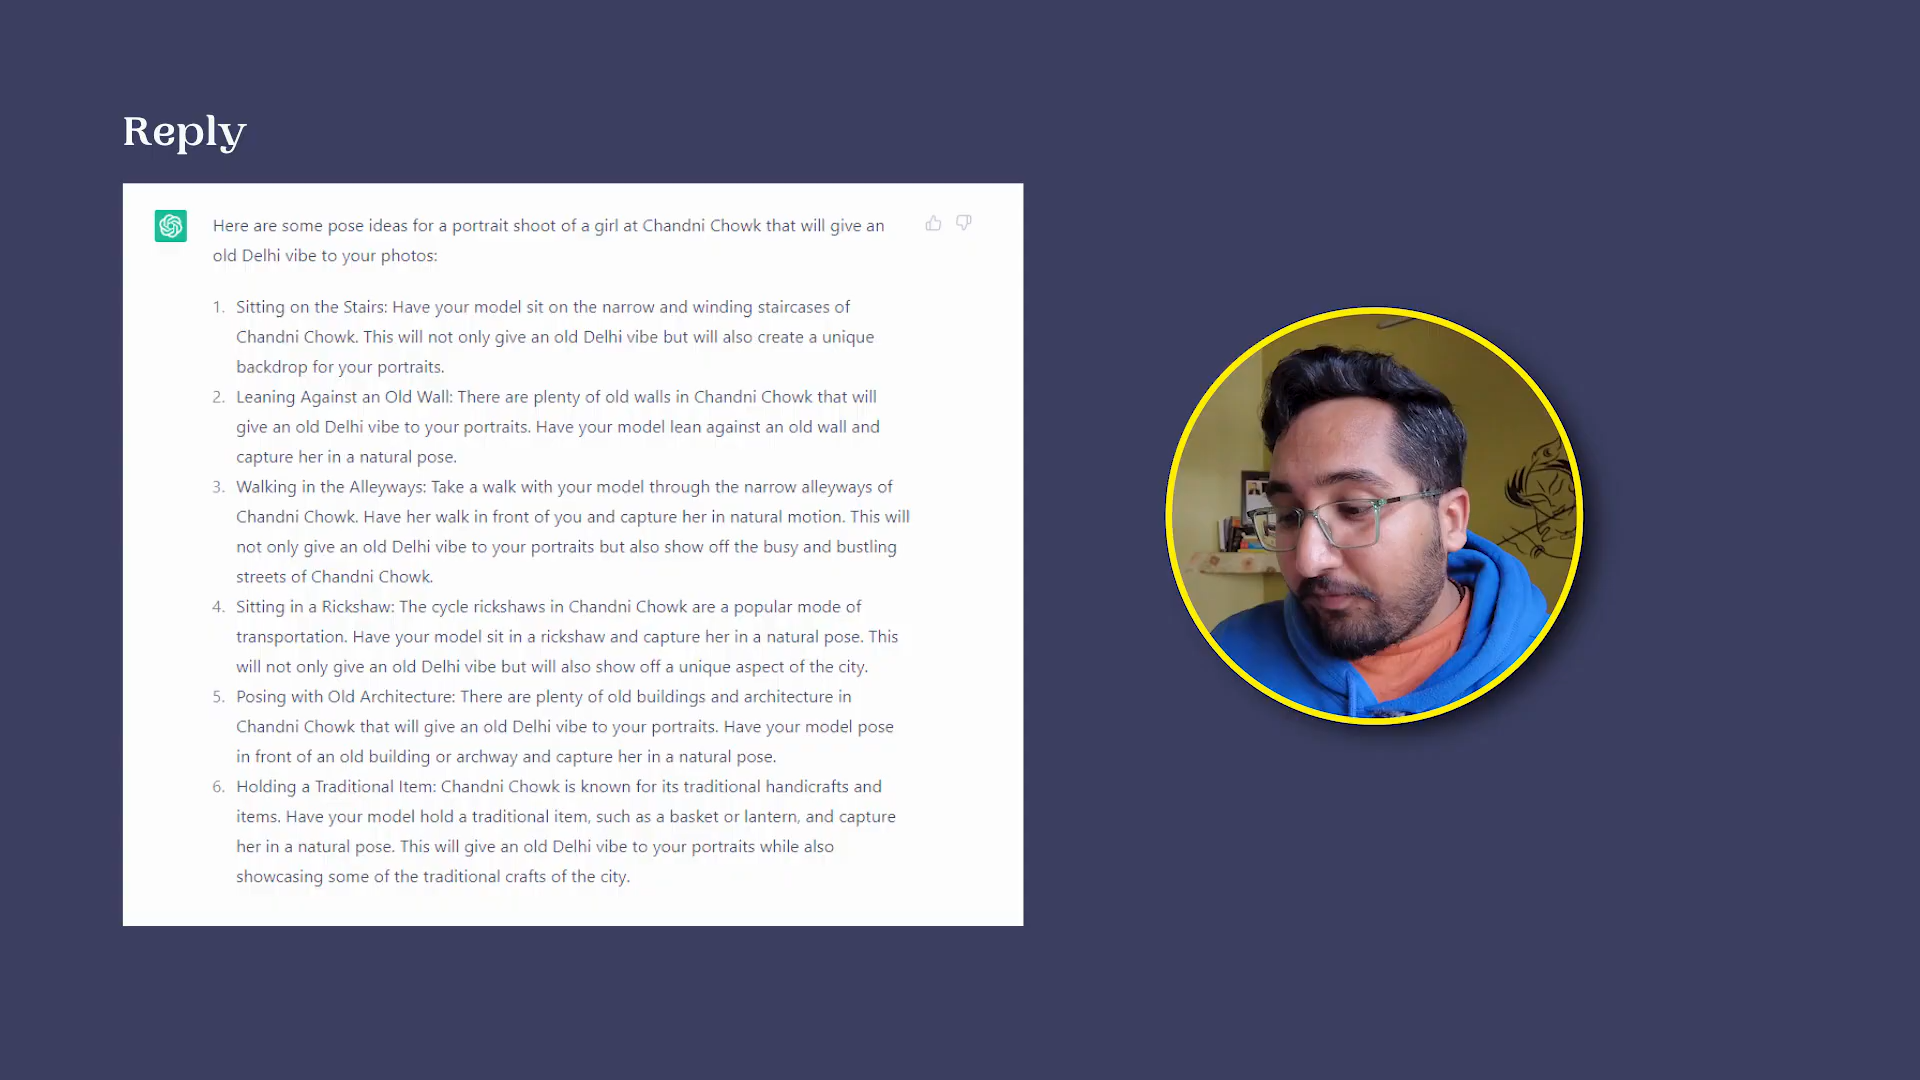 Reply
Here are some pose ideas for a portrait shoot of a girl at Chandni Chowk that will give an
old Delhi vibe to your photos:
1. Sitting on the Stairs: Have your model sit on the narrow and winding staircases of
Chandni Chowk. This will not only give an old Delhi vibe but will also create a unique
backdrop for your portraits.
2. Leaning Against an Old Wall: There are plenty of old walls in Chandni Chowk that will
give an old Delhi vibe to your portraits. Have your model lean against an old wall and
capture her in a natural pose.
3. Walking in the Alleyways: Take a walk with your model through the narrow alleyways of
Chandni Chowk. Have her walk in front of you and capture her in natural motion. This will
not only give an old Delhi vibe to your portraits but also show off the busy and bustling
streets of Chandni Chowk.
4. Sitting in a Rickshaw: The cycle rickshaws in Chandni Chowk are a popular mode of
transportation. Have your model sit in a rickshaw and capture her in a natural pose. This
will not only give an old Delhi vibe but will also show off a unique aspect of the city.
5. Posing with Old Architecture: There are plenty of old buildings and architecture in
Chandni Chowk that will give an old Delhi vibe to your portraits. Have your model pose
in front of an old building or archway and capture her in a natural pose.
6. Holding a Traditional Item: Chandni Chowk is known for its traditional handicrafts and
items. Have your model hold a traditional item, such as a basket or lantern, and capture
her in a natural pose. This will give an old Delhi vibe to your portraits while also
showcasing some of the traditional crafts of the city.